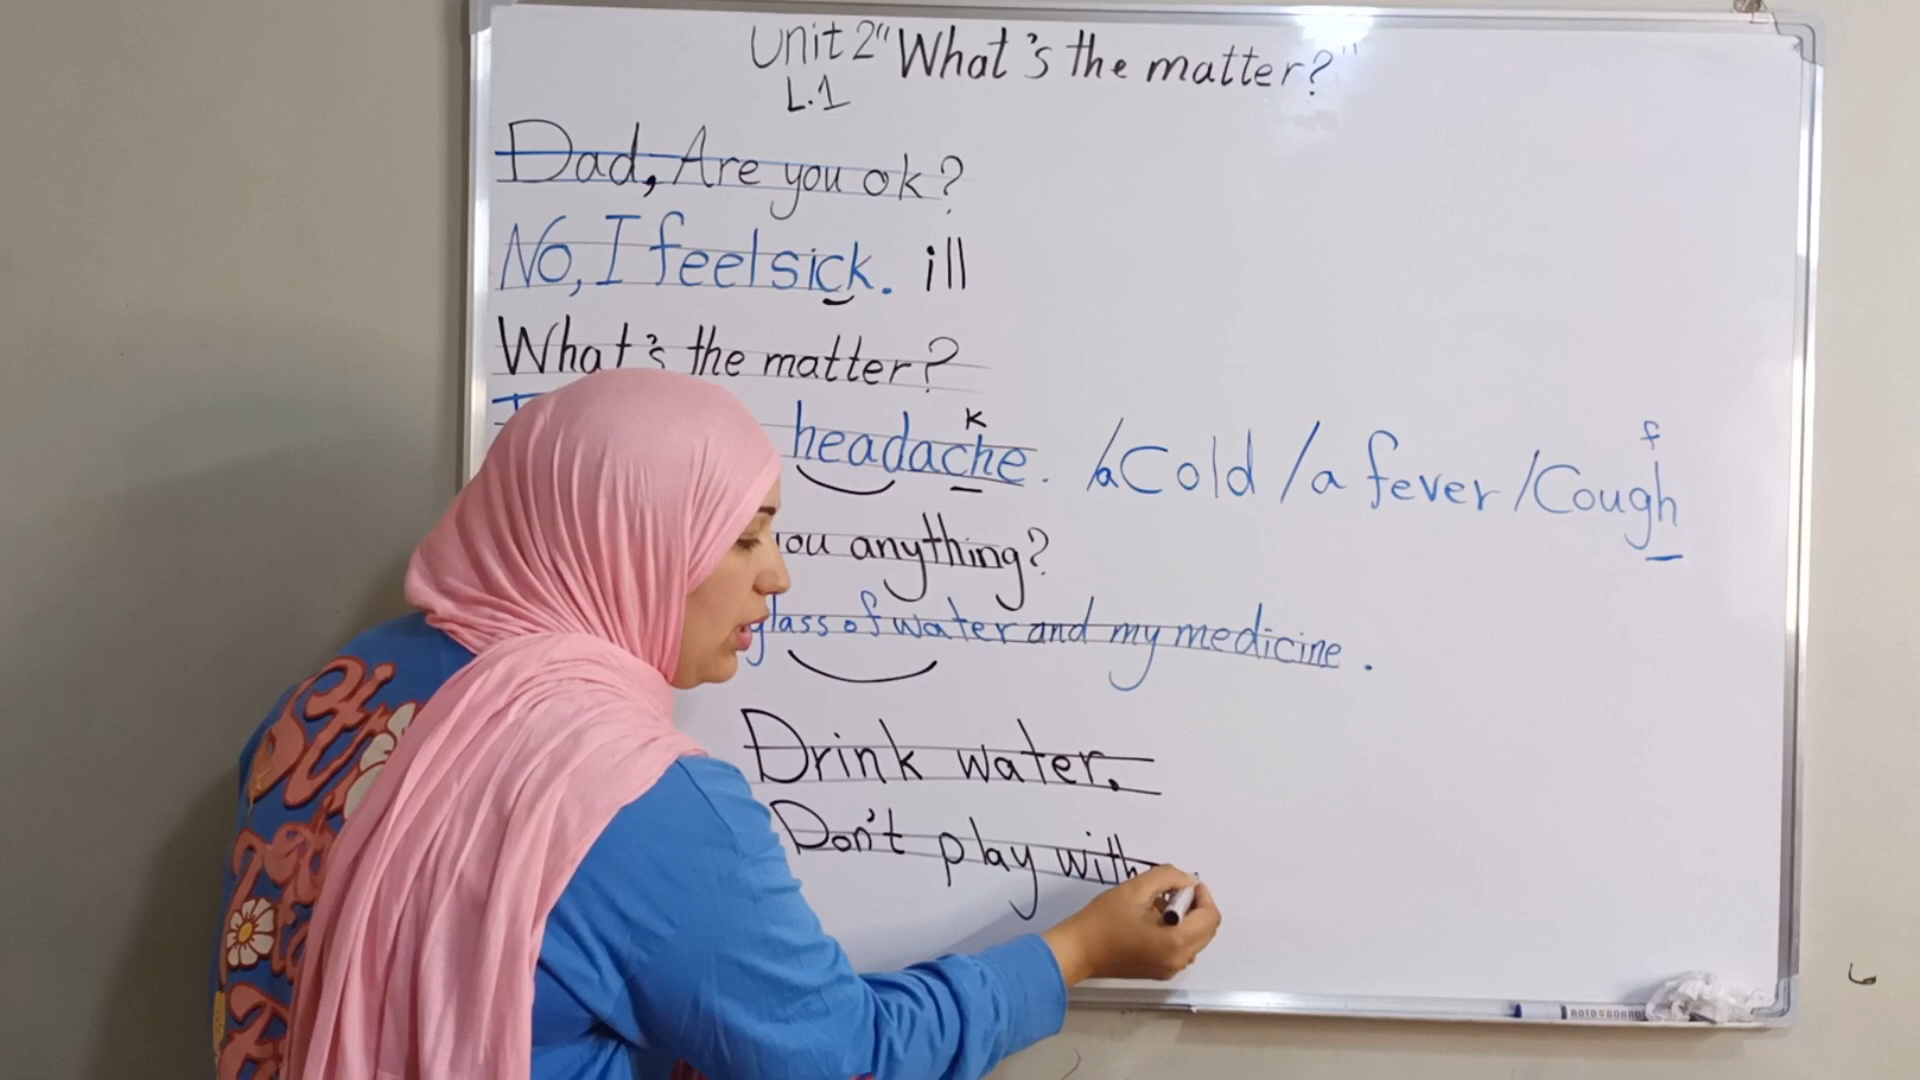 Unit 2 "What's the matter?"
L.1
Dad, Are you ok?
No, I feel sick. ill
What's the matter?
k
f
headache. /a Cold /a fever /Cough
you anything?
glass of water and my medicine.
Drink water.
Don't play with